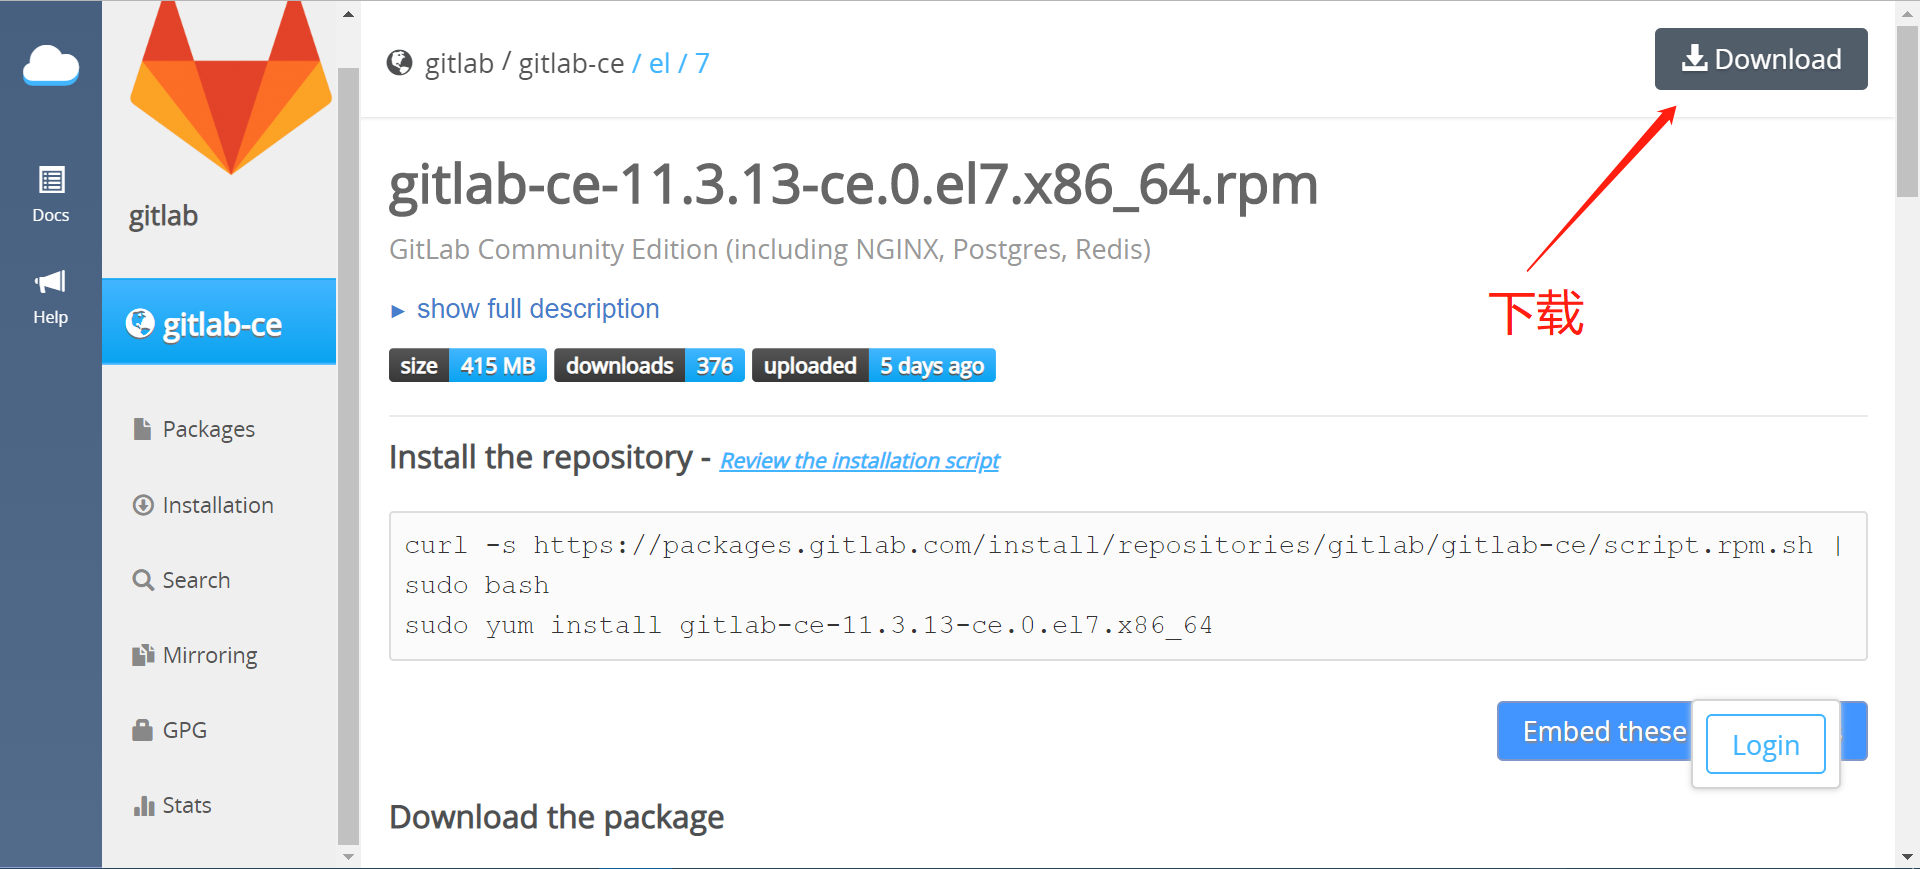 Docs
Help
gitlab
gitlab-ce
Packages
Installation
Search
Mirroring
GPG
Stats
gitlab / gitlab-ce / el / 7
Download
下载
gitlab-ce-11.3.13-ce.0.el7.x86_64.rpm
GitLab Community Edition (including NGINX, Postgres, Redis)
► show full description
size 415 MB downloads 376 uploaded 5 days ago
Install the repository - Review the installation script
curl -s https://packages.gitlab.com/install/repositories/gitlab/gitlab-ce/script.rpm.sh |
sudo bash
sudo yum install gitlab-ce-11.3.13-ce.0.el7.x86_64
Embed these
Login
Download the package